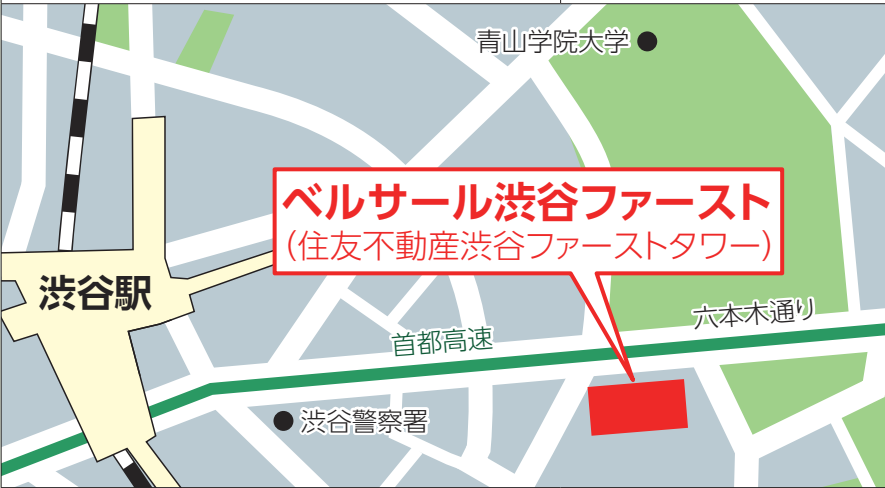 青山学院大学
ベルサール渋谷ファースト
(住友不動産渋谷ファーストタワー)
渋谷駅
六本木通り
首都高速
渋谷警察署